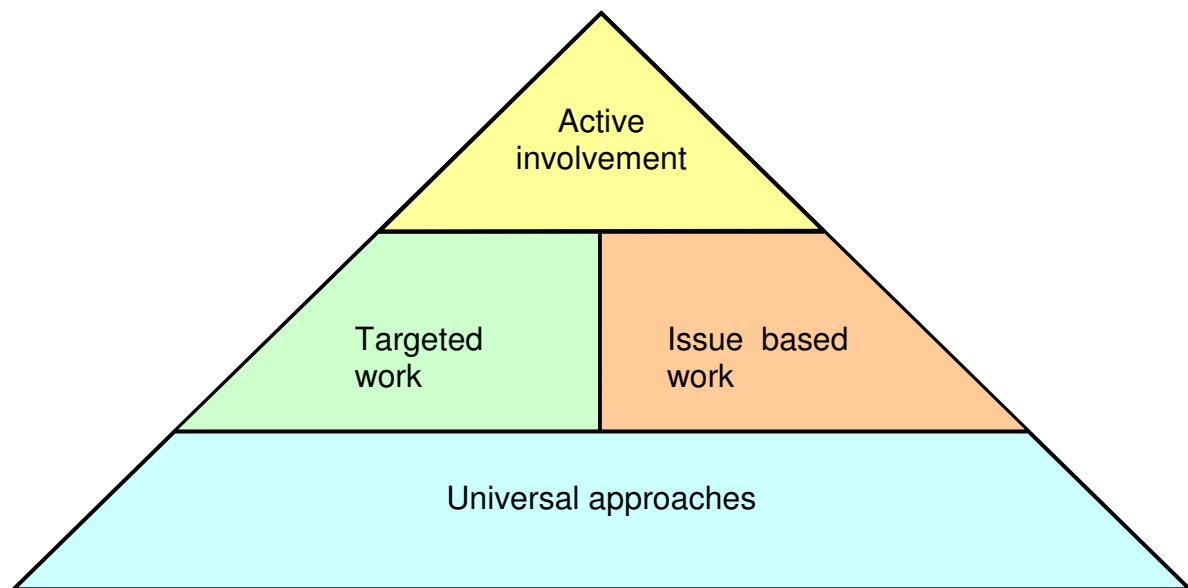 Active
involvement
Targeted
work
Issue  based
work
Universal approaches